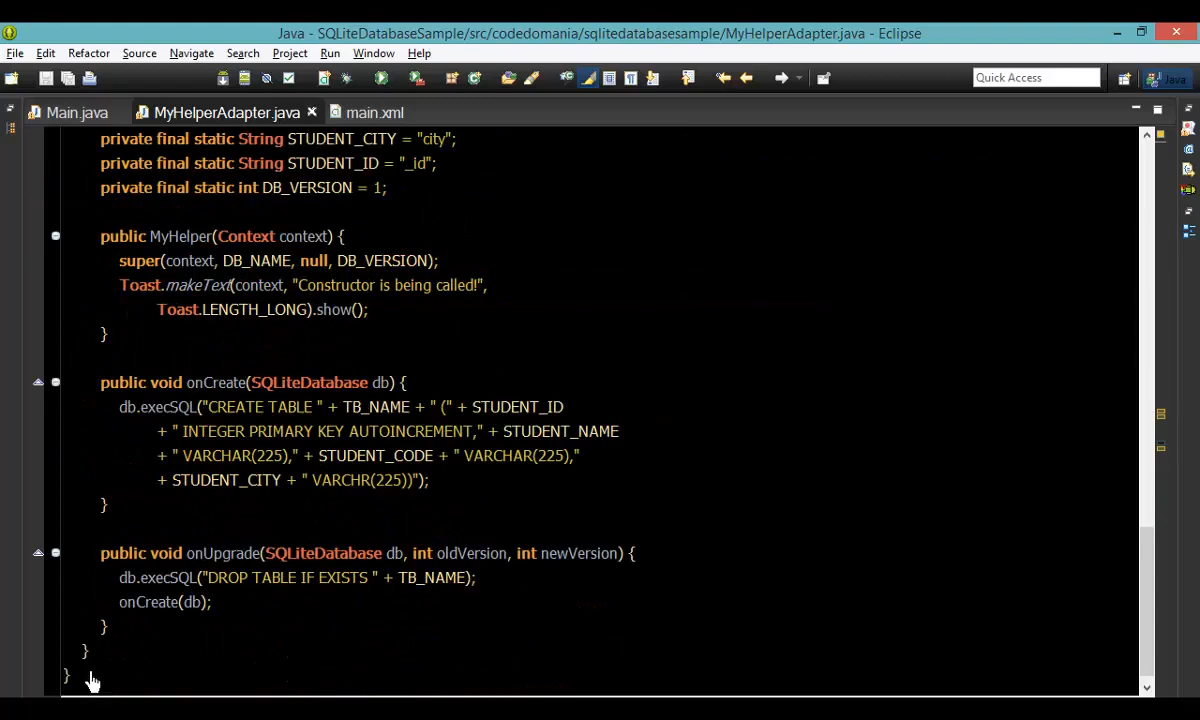 Java - SQLiteDatabaseSample/src/codedomania/sqlitedatabasesample/MyHelperAdapter.java - Eclipse
File Edit Refactor Source Navigate Search Project Run Window Help
Quick Access Java
Main.java MyHelperAdapter.java main.xml
private final static String STUDENT_CITY = "city";
private final static String STUDENT_ID = "_id";
private final static int DB_VERSION = 1;
public MyHelper(Context context) {
super(context, DB_NAME, null, DB_VERSION);
Toast.makeText(context, "Constructor is being called!",
Toast.LENGTH_LONG).show();
}
public void onCreate(SQLiteDatabase db) {
db.execSQL("CREATE TABLE " + TB_NAME + " (" + STUDENT_ID
+ " INTEGER PRIMARY KEY AUTOINCREMENT," + STUDENT_NAME
+ " VARCHAR(225)," + STUDENT_CODE + " VARCHAR(225),"
+ STUDENT_CITY + " VARCHR(225))");
}
public void onUpgrade(SQLiteDatabase db, int oldVersion, int newVersion) {
db.execSQL("DROP TABLE IF EXISTS " + TB_NAME);
onCreate(db);
}
}
}